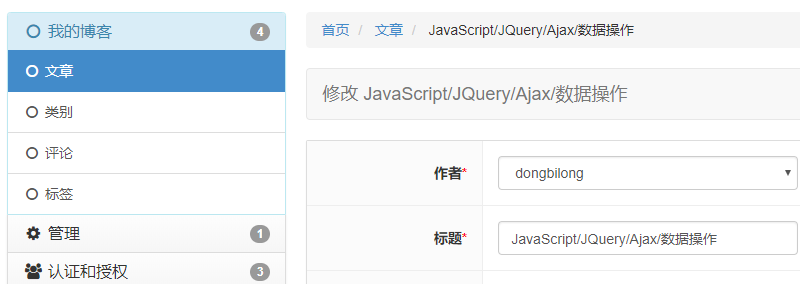 我的博客 4
文章
类别
评论
标签
管理 1
认证和授权 3
首页 / 文章 / JavaScript/JQuery/Ajax/数据操作
修改 JavaScript/JQuery/Ajax/数据操作
作者* dongbilong
标题* JavaScript/JQuery/Ajax/数据操作